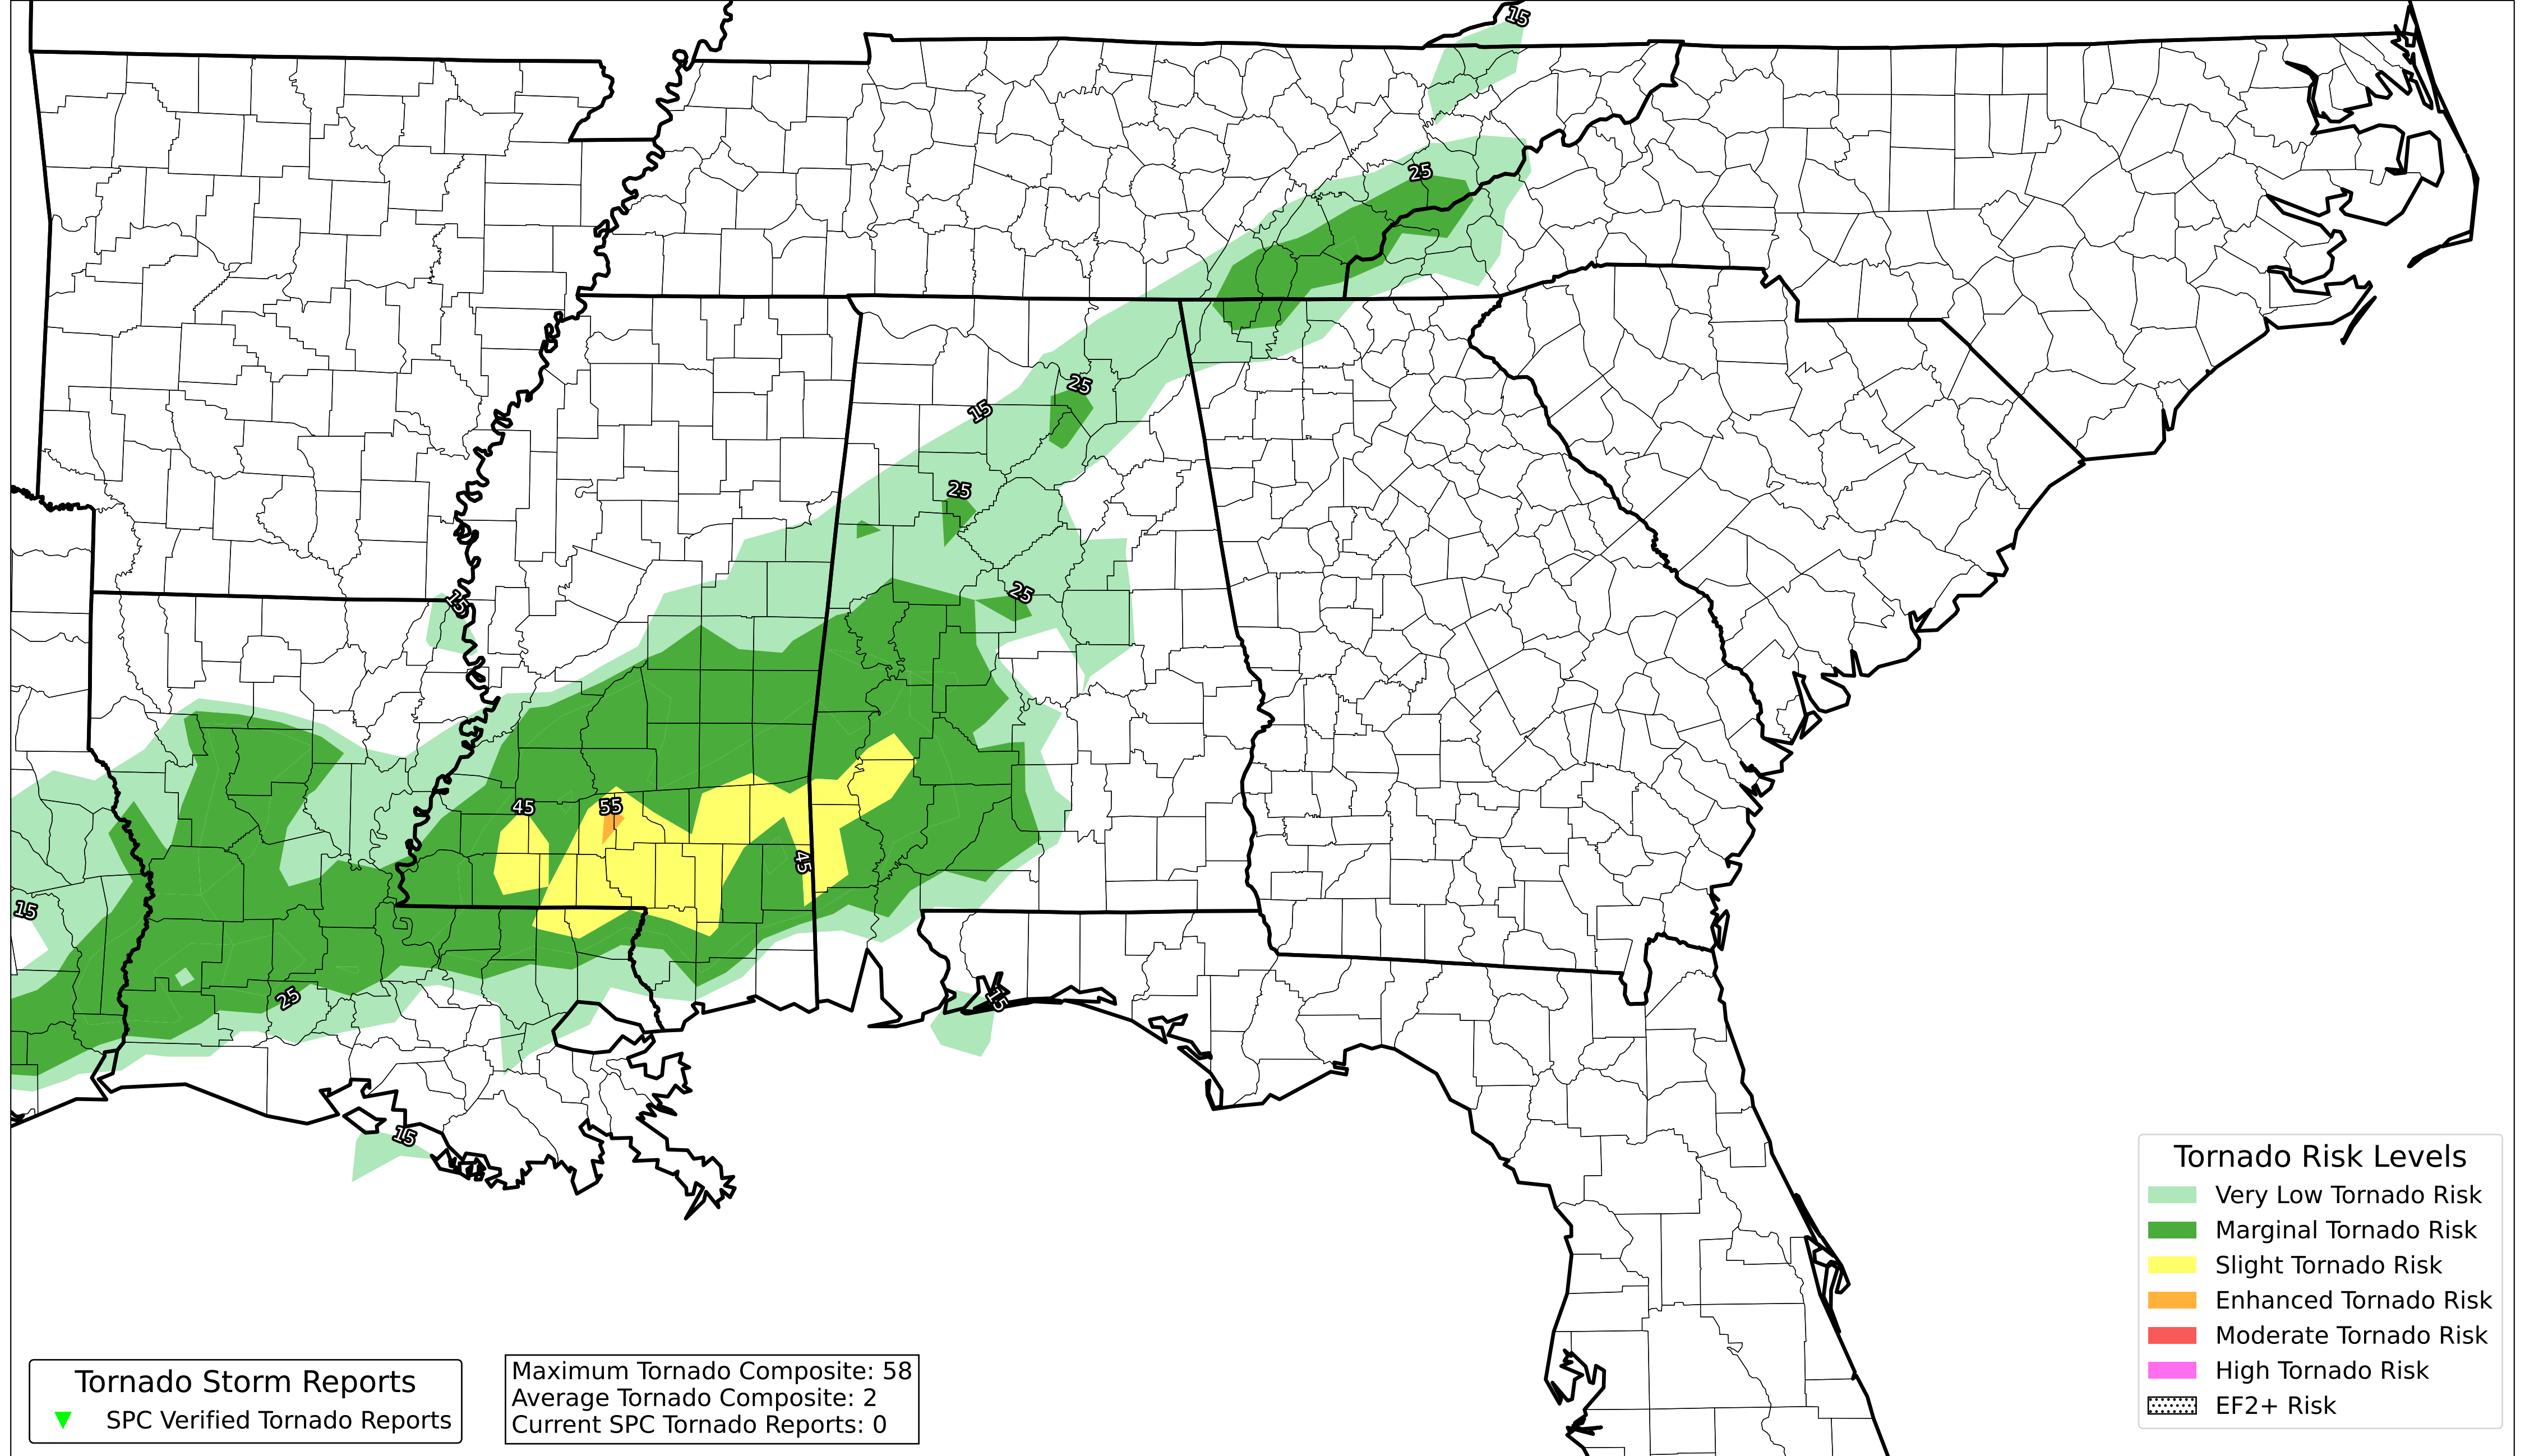 15
25
25
15
25
25
15
45
55
45
15
25
15
15
Tornado Risk Levels
Very Low Tornado Risk
Marginal Tornado Risk
Slight Tornado Risk
Enhanced Tornado Risk
Moderate Tornado Risk
High Tornado Risk
EF2+ Risk
Tornado Storm Reports
SPC Verified Tornado Reports
Maximum Tornado Composite: 58
Average Tornado Composite: 2
Current SPC Tornado Reports: 0